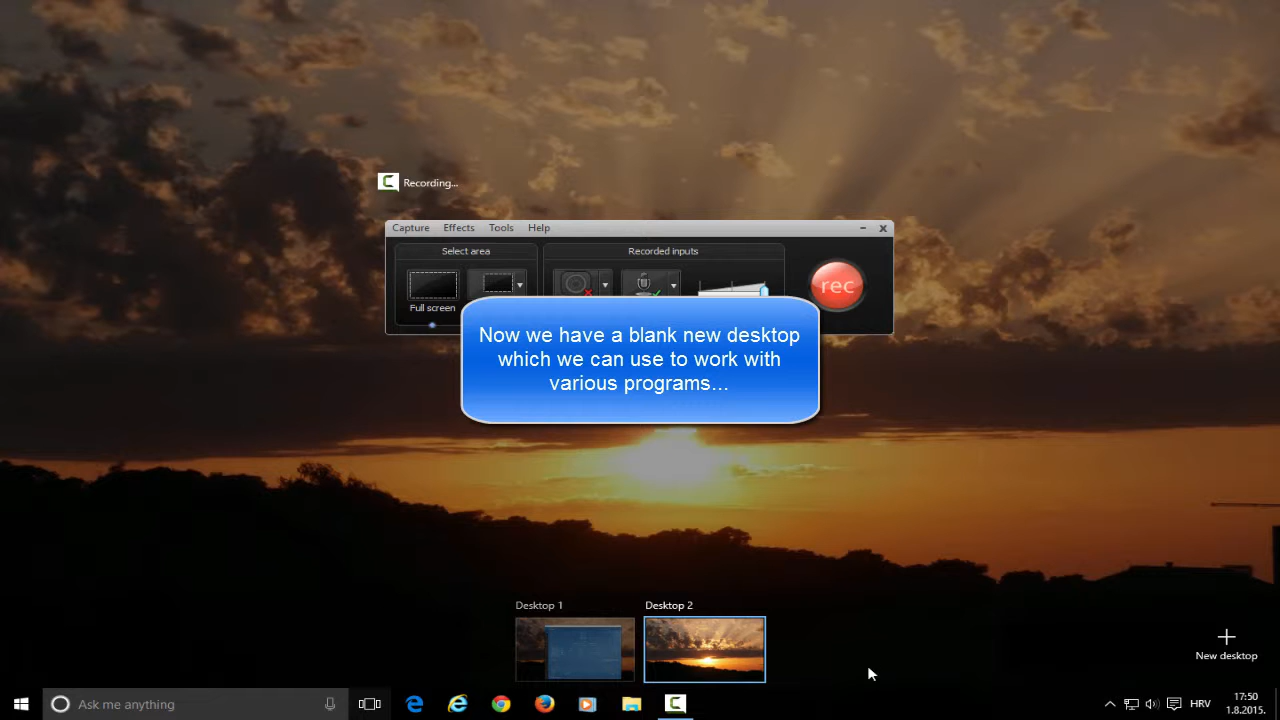 Recording...
Capture Effects Tools Help
Select area
Recorded inputs
Full screen
rec
Now we have a blank new desktop
which we can use to work with
various programs...
Desktop 1
Desktop 2
New desktop
Ask me anything
HRV
17:50
1.8.2015.